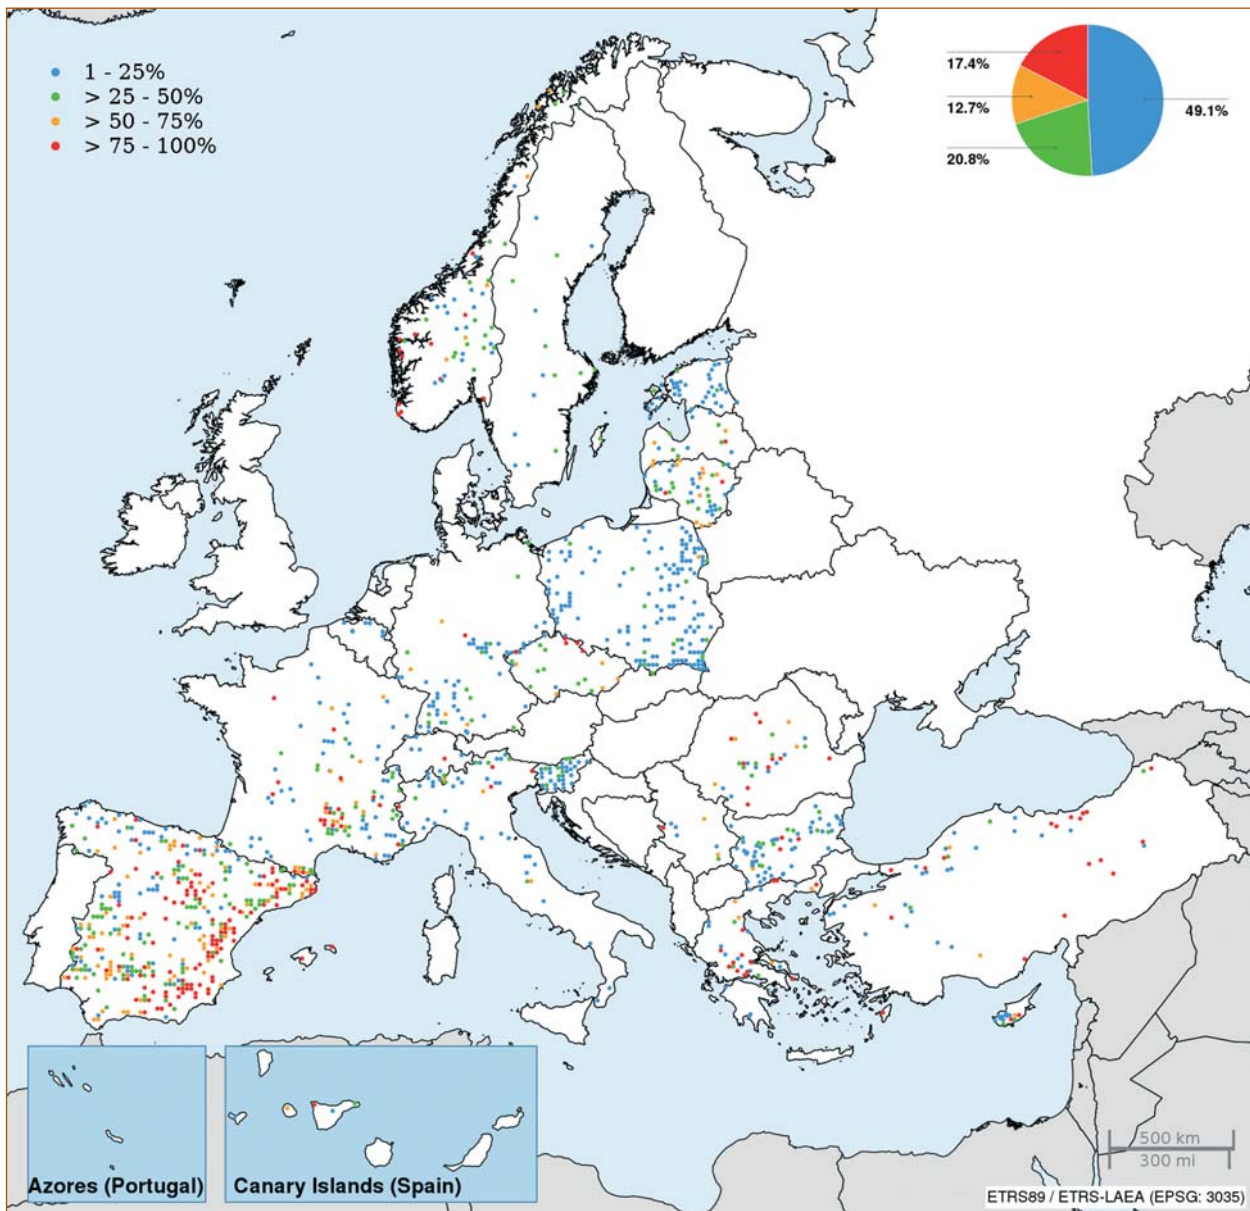 1 - 25%
> 25 - 50%
> 50 - 75%
> 75 - 100%
17.4%
12.7%
49.1%
20.8%
Azores (Portugal)
Canary Islands (Spain)
500 km
300 mi
ETRS89 / ETRS-LAEA (EPSG: 3035)